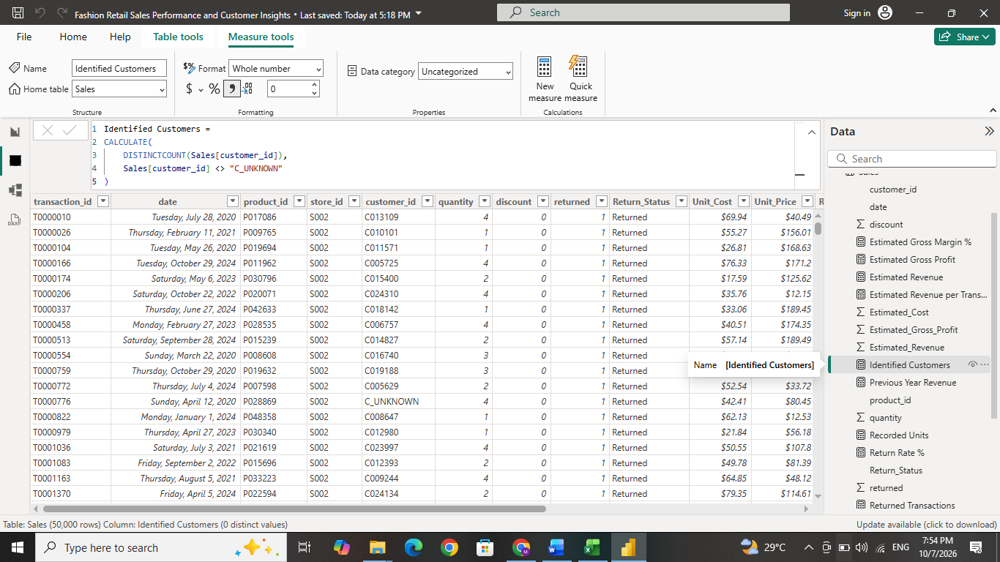 Fashion Retail Sales Performance and Customer Insights • Last saved: Today at 5:18 PM
Search
Sign in
File Home Help Table tools Measure tools
Share
Name Identified Customers
Home table Sales
Structure
Format Whole number
$ % 9 0
Formatting
Data category Uncategorized
Properties
New measure
Quick measure
Calculations
1 Identified Customers =
2 CALCULATE(
3 DISTINCTCOUNT(Sales[customer_id]),
4 Sales[customer_id] <> "C_UNKNOWN"
5 )
transaction_id date product_id store_id customer_id quantity discount returned Return_Status Unit_Cost Unit_Price R
T0000010 Tuesday, July 28, 2020 P017086 S002 C013109 4 0 1 Returned $69.94 $40.49
T0000026 Thursday, February 11, 2021 P009765 S002 C010101 1 0 1 Returned $55.27 $156.01
T0000104 Tuesday, May 26, 2020 P019694 S002 C011571 1 0 1 Returned $26.81 $168.63
T0000166 Tuesday, October 29, 2024 P011962 S002 C005725 4 0 1 Returned $76.33 $171.2
T0000174 Saturday, May 6, 2023 P030796 S002 C015400 2 0 1 Returned $17.59 $125.62
T0000206 Saturday, October 22, 2022 P020071 S002 C024310 4 0 1 Returned $35.76 $12.15
T0000337 Thursday, June 27, 2024 P042633 S002 C018142 1 0 1 Returned $33.06 $189.45
T0000458 Monday, February 27, 2023 P028535 S002 C006757 4 0 1 Returned $40.51 $174.35
T0000513 Saturday, September 28, 2024 P015239 S002 C014827 2 0 1 Returned $57.14 $189.49
T0000554 Sunday, March 22, 2020 P008608 S002 C016740 3 0 1 Returned
T0000759 Thursday, October 29, 2020 P019632 S002 C019188 3 0 1 Returned
T0000772 Thursday, July 4, 2024 P007598 S002 C005629 2 0 1 Returned $52.54 $33.72
T0000776 Sunday, April 12, 2020 P028869 S002 C_UNKNOWN 4 0 1 Returned $42.41 $80.45
T0000822 Monday, January 1, 2024 P048358 S002 C008647 1 0 1 Returned $62.13 $12.53
T0000979 Thursday, April 27, 2023 P030340 S002 C012980 1 0 1 Returned $21.84 $56.18
T0001036 Saturday, July 3, 2021 P021619 S002 C023997 4 0 1 Returned $50.55 $107.8
T0001083 Friday, September 2, 2022 P015696 S002 C012393 2 0 1 Returned $49.78 $81.39
T0001163 Thursday, August 5, 2021 P033223 S002 C009244 4 0 1 Returned $64.85 $48.12
T0001370 Friday, April 5, 2024 P022594 S002 C024134 2 0 1 Returned $79.35 $114.61
Name [Identified Customers]
Data
Search
customer_id
date
discount
Estimated Gross Margin %
Estimated Gross Profit
Estimated Revenue
Estimated Revenue per Trans...
Estimated_Cost
Estimated_Gross_Profit
Estimated_Revenue
Identified Customers
Previous Year Revenue
product_id
quantity
Recorded Units
Return Rate %
Return_Status
returned
Returned Transactions
Table: Sales (50,000 rows) Column: Identified Customers (0 distinct values)
Update available (click to download)
Type here to search
29°C
ENG
7:54 PM
10/7/2026